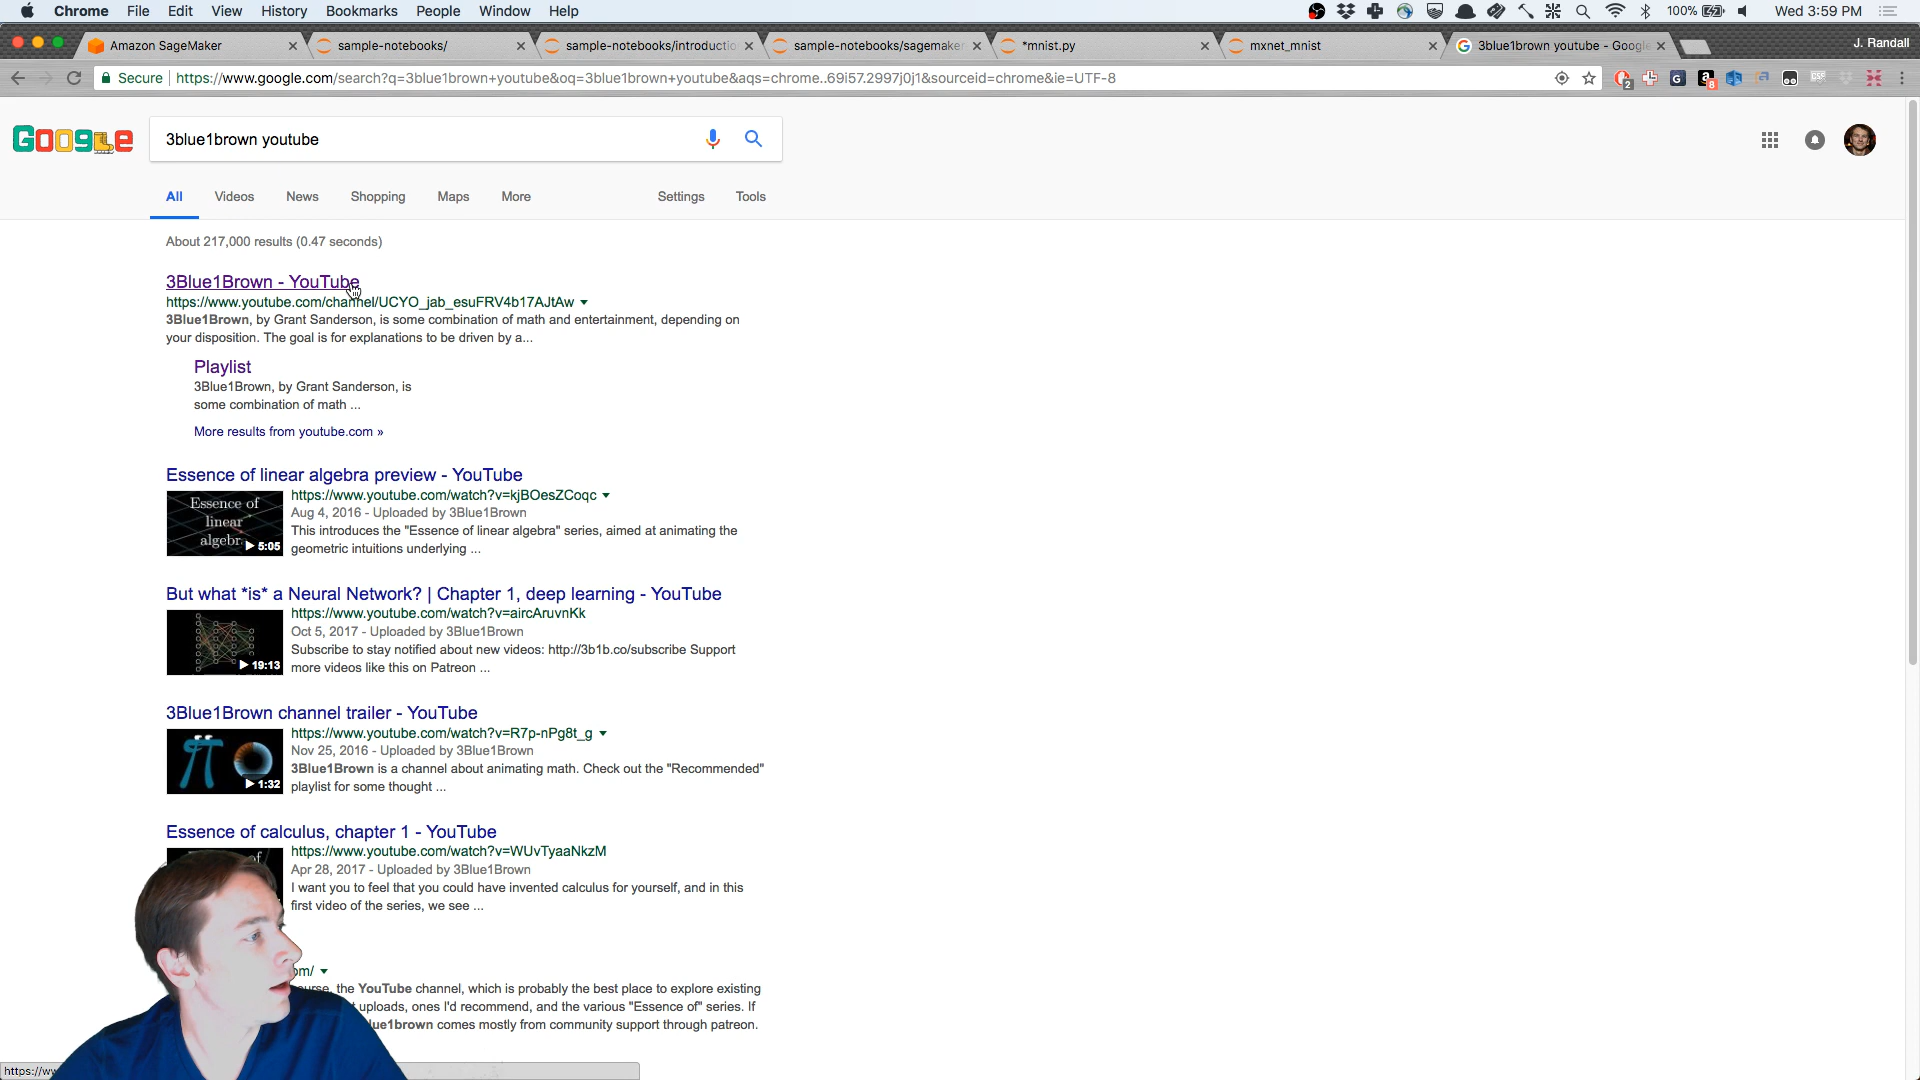 Chrome File Edit View History Bookmarks People Window Help
100% Wed 3:59 PM
Amazon SageMaker
sample-notebooks/
sample-notebooks/introductio
sample-notebooks/sagemaker
*mnist.py
mxnet_mnist
3blue1brown youtube - Google
J. Randall
Secure https://www.google.com/search?q=3blue1brown+youtube&oq=3blue1brown+youtube&aqs=chrome..69i57.2997j0j1&sourceid=chrome&ie=UTF-8
Google
3blue1brown youtube
All Videos News Shopping Maps More Settings Tools
About 217,000 results (0.47 seconds)
3Blue1Brown - YouTube
https://www.youtube.com/channel/UCYO_jab_esuFRV4b17AJtAw
3Blue1Brown, by Grant Sanderson, is some combination of math and entertainment, depending on
your disposition. The goal is for explanations to be driven by a...
Playlist
3Blue1Brown, by Grant Sanderson, is
some combination of math ...
More results from youtube.com »
Essence of linear algebra preview - YouTube
Essence of
linear
algebr
5:05
https://www.youtube.com/watch?v=kjBOesZCoqc
Aug 4, 2016 - Uploaded by 3Blue1Brown
This introduces the "Essence of linear algebra" series, aimed at animating the
geometric intuitions underlying ...
But what *is* a Neural Network? | Chapter 1, deep learning - YouTube
19:13
https://www.youtube.com/watch?v=aircAruvnKk
Oct 5, 2017 - Uploaded by 3Blue1Brown
Subscribe to stay notified about new videos: http://3b1b.co/subscribe Support
more videos like this on Patreon ...
3Blue1Brown channel trailer - YouTube
1:32
https://www.youtube.com/watch?v=R7p-nPg8t_g
Nov 25, 2016 - Uploaded by 3Blue1Brown
3Blue1Brown is a channel about animating math. Check out the "Recommended"
playlist for some thought ...
Essence of calculus, chapter 1 - YouTube
of
https://www.youtube.com/watch?v=WUvTyaaNkzM
Apr 28, 2017 - Uploaded by 3Blue1Brown
I want you to feel that you could have invented calculus for yourself, and in this
first video of the series, we see ...
om/
urse, the YouTube channel, which is probably the best place to explore existing
uploads, ones I'd recommend, and the various "Essence of" series. If
lue1brown comes mostly from community support through patreon.
https://ww